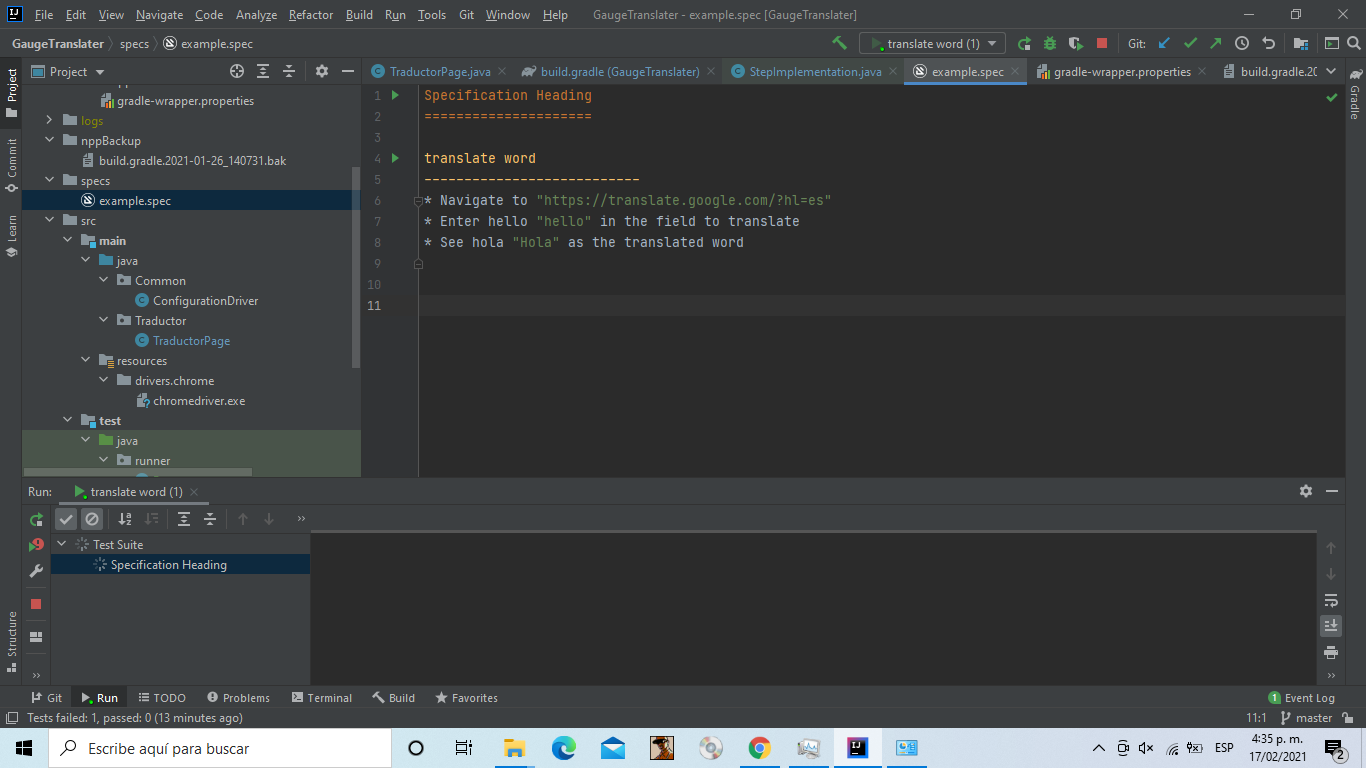 File Edit View Navigate Code Analyze Refactor Build Run Tools Git Window Help GaugeTranslater - example.spec [GaugeTranslater]
GaugeTranslater specs example.spec
translate word (1)
Git:
Project
TraductorPage.java
build.gradle (GaugeTranslater)
StepImplementation.java
example.spec
gradle-wrapper.properties
build.gradle.20
Project
Commit
Learn
Structure
Gradle
gradle-wrapper.properties
logs
nppBackup
build.gradle.2021-01-26_140731.bak
specs
example.spec
src
main
java
Common
ConfigurationDriver
Traductor
TraductorPage
resources
drivers.chrome
chromedriver.exe
test
java
runner
1 Specification Heading
2 =====================
3
4 translate word
5 ---------------------------
6 * Navigate to "https://translate.google.com/?hl=es"
7 * Enter hello "hello" in the field to translate
8 * See hola "Hola" as the translated word
9
10
11
Run: translate word (1)
Test Suite
Specification Heading
Git Run TODO Problems Terminal Build Favorites 1 Event Log
Tests failed: 1, passed: 0 (13 minutes ago) 11:1 master
Escribe aquí para buscar
ESP
4:35 p. m.
17/02/2021
2